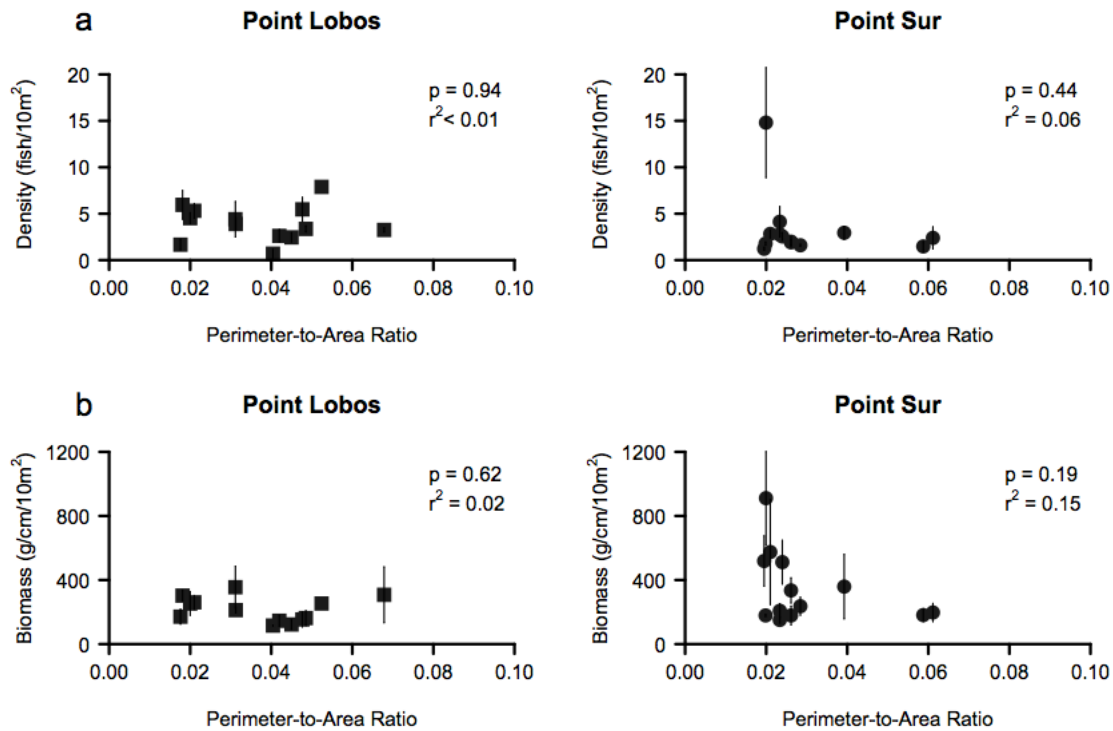 a
Point Lobos
Point Sur
Density (fish/10m²)
20
15
10
5
0
p = 0.94
r² < 0.01
0.00 0.02 0.04 0.06 0.08 0.10
Perimeter-to-Area Ratio
Density (fish/10m²)
20
15
10
5
0
p = 0.44
r² = 0.06
0.00 0.02 0.04 0.06 0.08 0.10
Perimeter-to-Area Ratio
b
Point Lobos
Point Sur
Biomass (g/cm/10m²)
1200
800
400
0
p = 0.62
r² = 0.02
0.00 0.02 0.04 0.06 0.08 0.10
Perimeter-to-Area Ratio
Biomass (g/cm/10m²)
1200
800
400
0
p = 0.19
r² = 0.15
0.00 0.02 0.04 0.06 0.08 0.10
Perimeter-to-Area Ratio